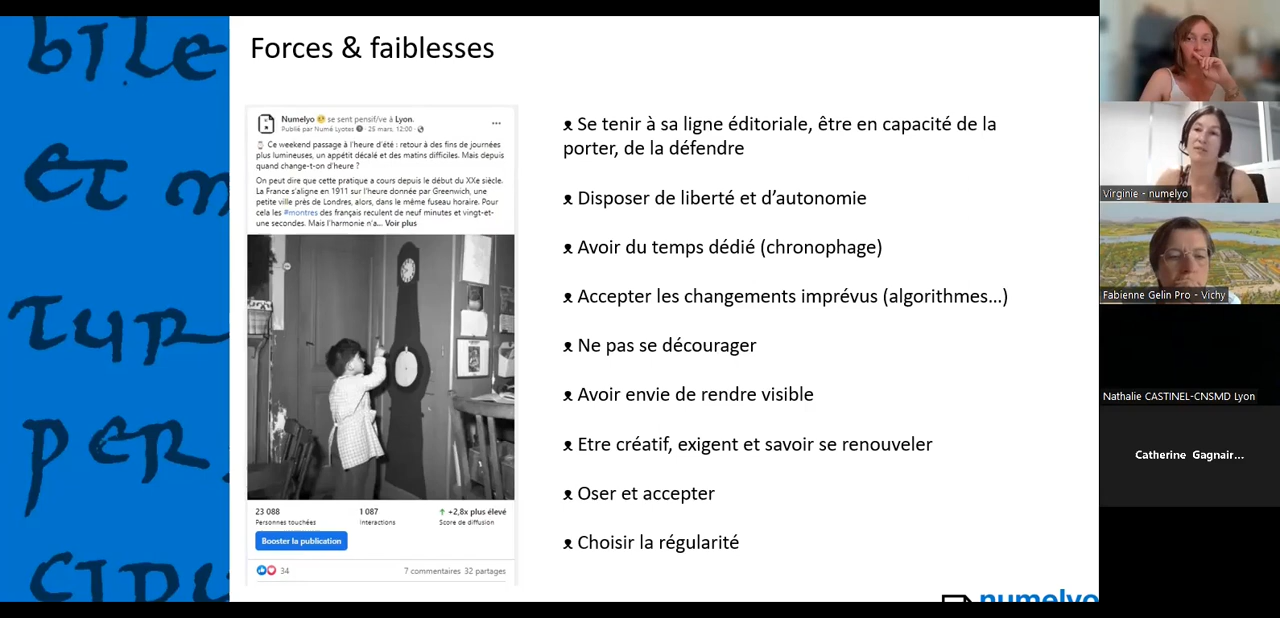 bile
et m
tur
per
Forces & faiblesses
Numelyo 🤔 se sent pensif/ve à Lyon.
Publié par Numé Lyotes · 25 mars, 12:00 ·
Ce weekend passage à l'heure d'été : retour à des fins de journées
plus lumineuses, un appétit décalé et des matins difficiles. Mais depuis
quand change-t-on d'heure ?
On peut dire que cette pratique a cours depuis le début du XXe siècle.
La France s'aligne en 1911 sur l'heure donnée par Greenwich, une
petite ville près de Londres, alors, dans le même fuseau horaire. Pour
cela les #montres des français reculent de neuf minutes et vingt-et-
une secondes. Mais l'harmonie n'a... Voir plus
23 088
Personnes touchées
1 087
Interactions
+2,8x plus élevé
Score de diffusion
Booster la publication
34
7 commentaires 32 partages
Se tenir à sa ligne éditoriale, être en capacité de la
porter, de la défendre
Disposer de liberté et d'autonomie
Avoir du temps dédié (chronophage)
Accepter les changements imprévus (algorithmes...)
Ne pas se décourager
Avoir envie de rendre visible
Etre créatif, exigent et savoir se renouveler
Oser et accepter
Choisir la régularité
numelyo
Virginie - numelyo
Fabienne Gelin Pro - Vichy
Nathalie CASTINEL-CNSMD Lyon
Catherine Gagnair...